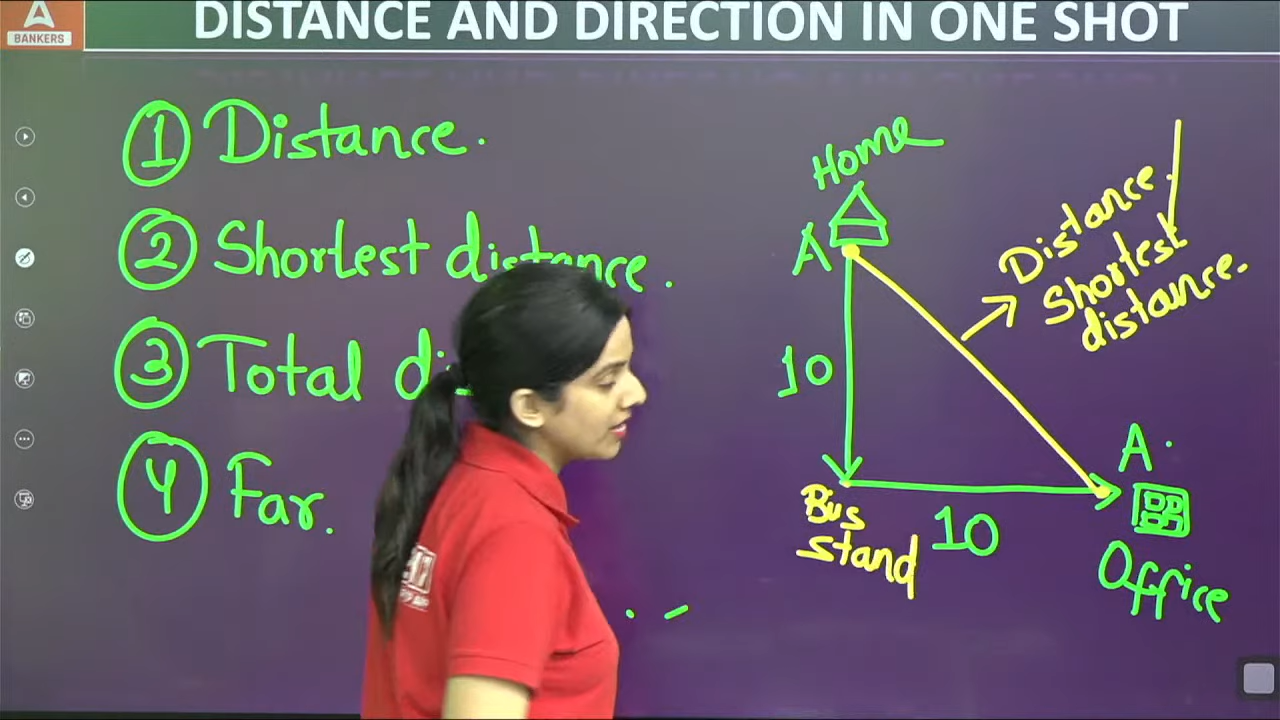 DISTANCE AND DIRECTION IN ONE SHOT
A
BANKERS
① Distance.
② Shortest distance.
③ Total di
④ Far.
Home
A
10
Bus
stand
10
A
Office
Distance.
Shortest
distance.